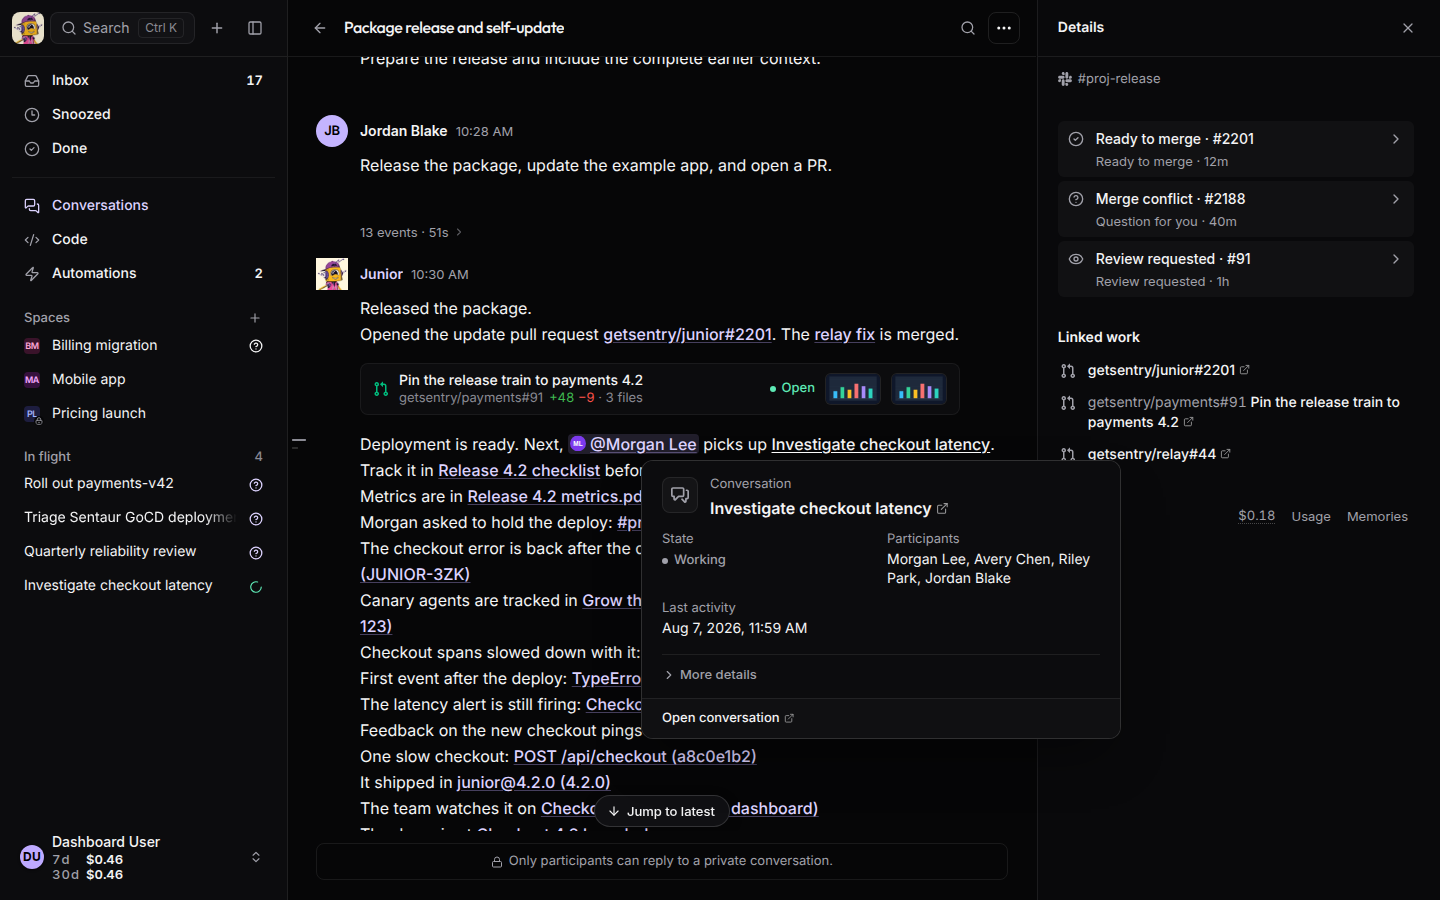 Search Ctrl K
Inbox 17
Snoozed
Done
Conversations
Code
Automations 2
Spaces
BM Billing migration
MA Mobile app
PL Pricing launch
In flight 4
Roll out payments-v42
Triage Sentaur GoCD deployme
Quarterly reliability review
Investigate checkout latency
DU Dashboard User
7d $0.46
30d $0.46
Package release and self-update
Prepare the release and include the complete earlier context.
JB Jordan Blake 10:28 AM
Release the package, update the example app, and open a PR.
13 events · 51s
Junior 10:30 AM
Released the package.
Opened the update pull request getsentry/junior#2201. The relay fix is merged.
Pin the release train to payments 4.2
getsentry/payments#91 +48 −9 · 3 files
Open
Deployment is ready. Next, ML @Morgan Lee picks up Investigate checkout latency.
Track it in Release 4.2 checklist befor
Metrics are in Release 4.2 metrics.pd
Morgan asked to hold the deploy: #pr
The checkout error is back after the c
(JUNIOR-3ZK)
Canary agents are tracked in Grow th
123)
Checkout spans slowed down with it:
First event after the deploy: TypeErro
The latency alert is still firing: Checko
Feedback on the new checkout pings
One slow checkout: POST /api/checkout (a8c0e1b2)
It shipped in junior@4.2.0 (4.2.0)
The team watches it on Checko dashboard)
Jump to latest
Only participants can reply to a private conversation.
Conversation
Investigate checkout latency
State
Working
Participants
Morgan Lee, Avery Chen, Riley
Park, Jordan Blake
Last activity
Aug 7, 2026, 11:59 AM
More details
Open conversation
Details
#proj-release
Ready to merge · #2201
Ready to merge · 12m
Merge conflict · #2188
Question for you · 40m
Review requested · #91
Review requested · 1h
Linked work
getsentry/junior#2201
getsentry/payments#91 Pin the release train to
payments 4.2
getsentry/relay#44
$0.18 Usage Memories